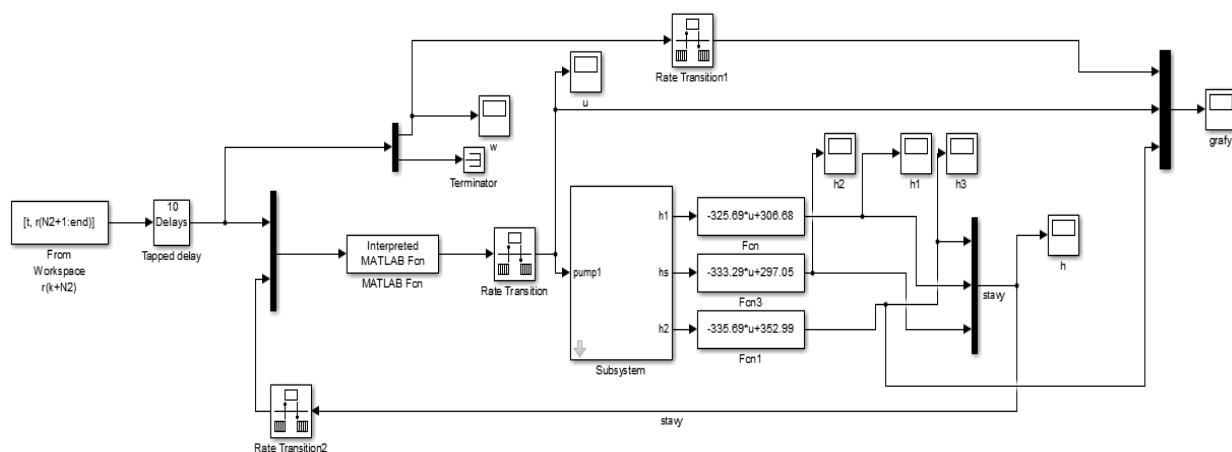 Rate Transition1
u
w
Terminator
grafy
h2
h1
h3
[t, r(N2+1:end)]
From
Workspace
r(k+N2)
10
Delays
Tapped delay
Interpreted
MATLAB Fcn
MATLAB Fcn
Rate Transition
pump1
h1
hs
h2
Subsystem
-325.69*u+306.68
Fcn
-333.29*u+297.05
Fcn3
-335.69*u+352.99
Fcn1
stavy
h
stavy
Rate Transition2